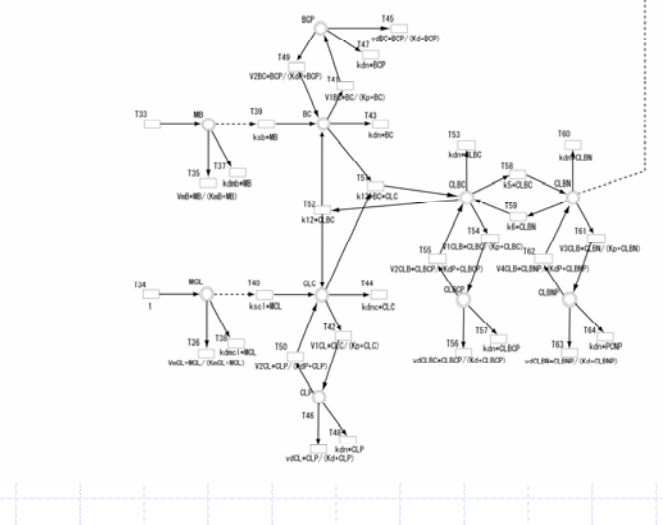 BCP
T45
vdBC*BCP/(Kd+BCP)
T47
kdn*BCP
T49
V2BC*BCP/(KdP+BCP)
T41
V1BC*BC/(Kp+BC)
T33
MB
T39
ksb*MB
BC
T43
kdn*BC
T37
kdmb*MB
T35
VmB*MB/(KmB+MB)
T51
k12*BC*CLC
T52
k12*CLBC
T53
kdn*CLBC
T60
kdn*CLBN
T58
k5*CLBC
CLBC
CLBN
T59
k6*CLBN
T54
V1CLB*CLBC/(Kp+CLBC)
T61
V3CLB*CLBN/(Kp+CLBN)
T55
V2CLB*CLBCP/(KdP+CLBCP)
T62
V4CLB*CLBNP/(KdP+CLBNP)
CLBCP
CLBNP
T34
1
MCL
T40
kscl*MCL
CLC
T44
kdnc*CLC
T36
VmCL*MCL/(KmCL+MCL)
T38
kdmcl*MCL
T42
V1CL*CLC/(Kp+CLC)
T50
V2CL*CLP/(KdP+CLP)
T57
kdn*CLBCP
T56
vdCLBC*CLBCP/(Kd+CLBCP)
T64
kdn*PCNP
T63
vdCLBN*CLBNP/(Kd+CLBNP)
CLP
T46
T48
kdn*CLP
vdCL*CLP/(Kd+CLP)